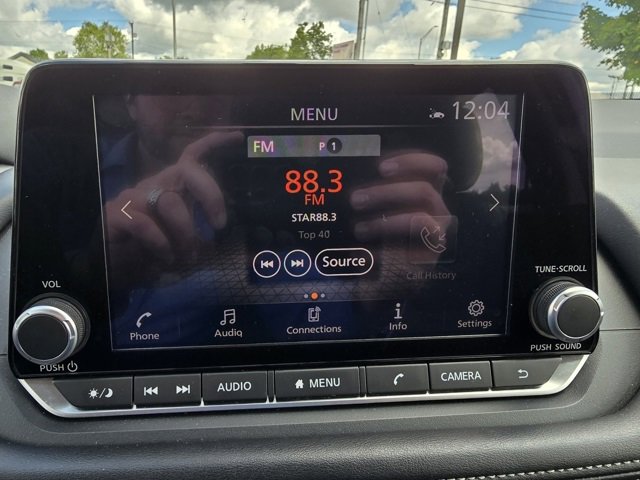 MENU 12:04
FM P 1
88.3
FM
STAR88.3
Top 40
Source
Call History
Phone Audio Connections Info Settings
VOL TUNE·SCROLL
PUSH PUSH SOUND
AUDIO MENU CAMERA